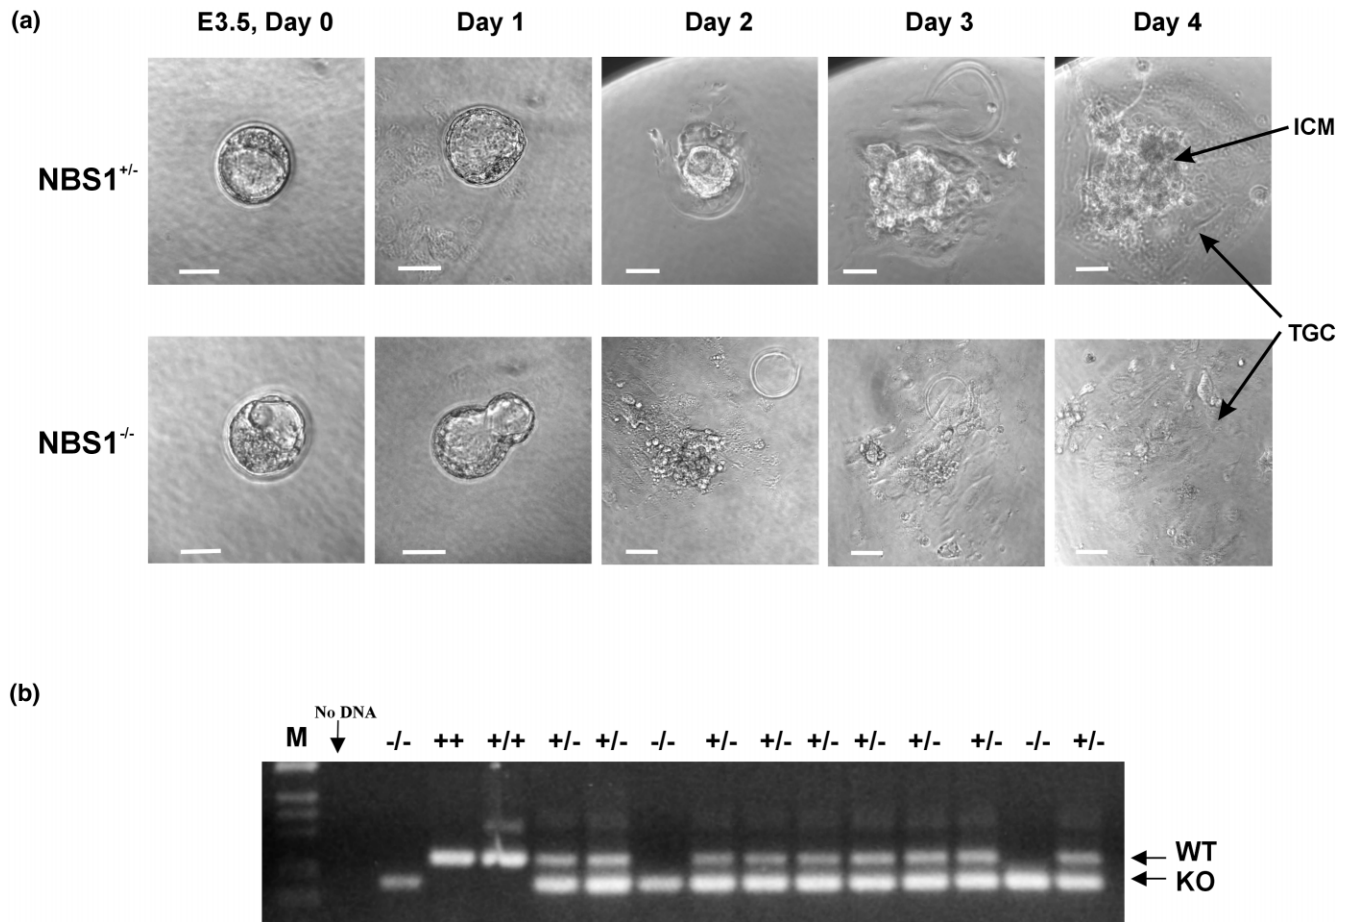 (a)
E3.5, Day 0 Day 1 Day 2 Day 3 Day 4
NBS1+/-
ICM
TGC
NBS1-/-
(b)
No DNA
M -/- ++ +/+ +/- +/- -/- +/- +/- +/- +/- +/- +/- -/- +/-
WT
KO